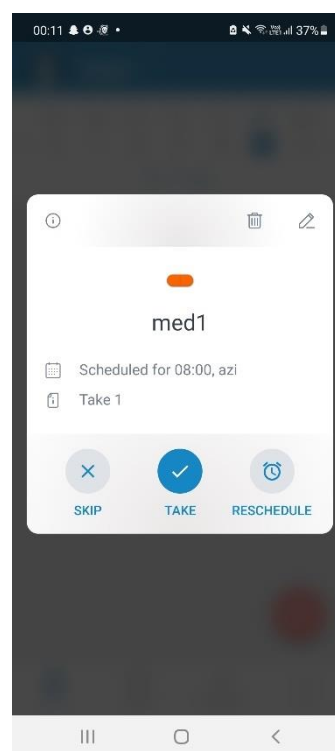 00:11 37%
med1
Scheduled for 08:00, azi
Take 1
SKIP TAKE RESCHEDULE